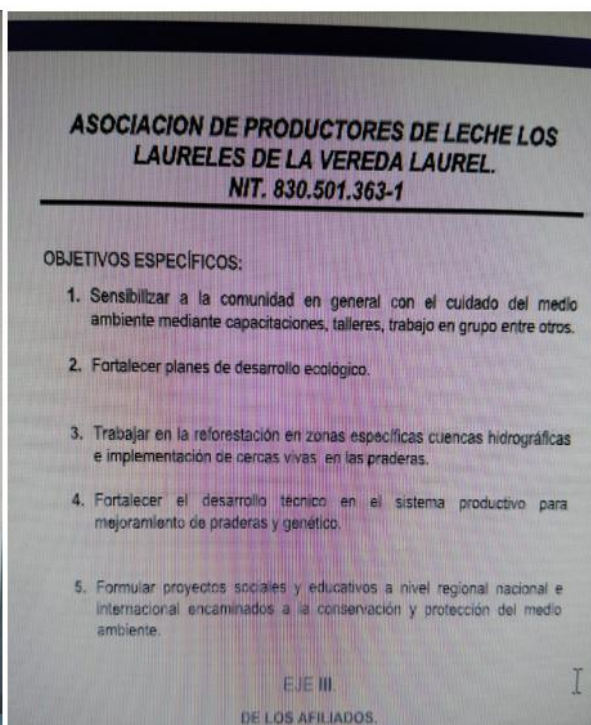 ASOCIACION DE PRODUCTORES DE LECHE LOS
LAURELES DE LA VEREDA LAUREL.
NIT. 830.501.363-1
OBJETIVOS ESPECÍFICOS:
1. Sensibilizar a la comunidad en general con el cuidado del medio
ambiente mediante capacitaciones, talleres, trabajo en grupo entre otros.
2. Fortalecer planes de desarrollo ecológico.
3. Trabajar en la reforestación en zonas específicas cuencas hidrográficas
e implementación de cercas vivas en las praderas.
4. Fortalecer el desarrollo técnico en el sistema productivo para
mejoramiento de praderas y genético.
5. Formular proyectos sociales y educativos a nivel regional nacional e
internacional encaminados a la conservación y protección del medio
ambiente.
EJE III.
DE LOS AFILIADOS.